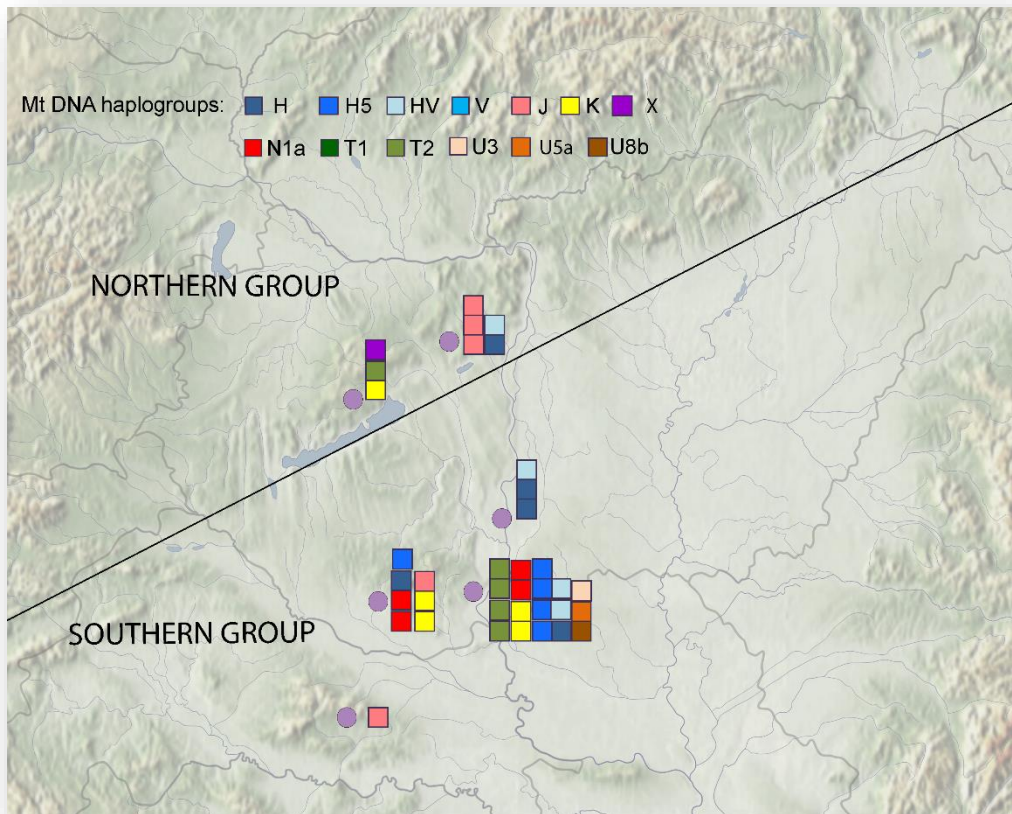 Mt DNA haplogroups: H H5 HV V J K X
N1a T1 T2 U3 U5a U8b
NORTHERN GROUP
SOUTHERN GROUP